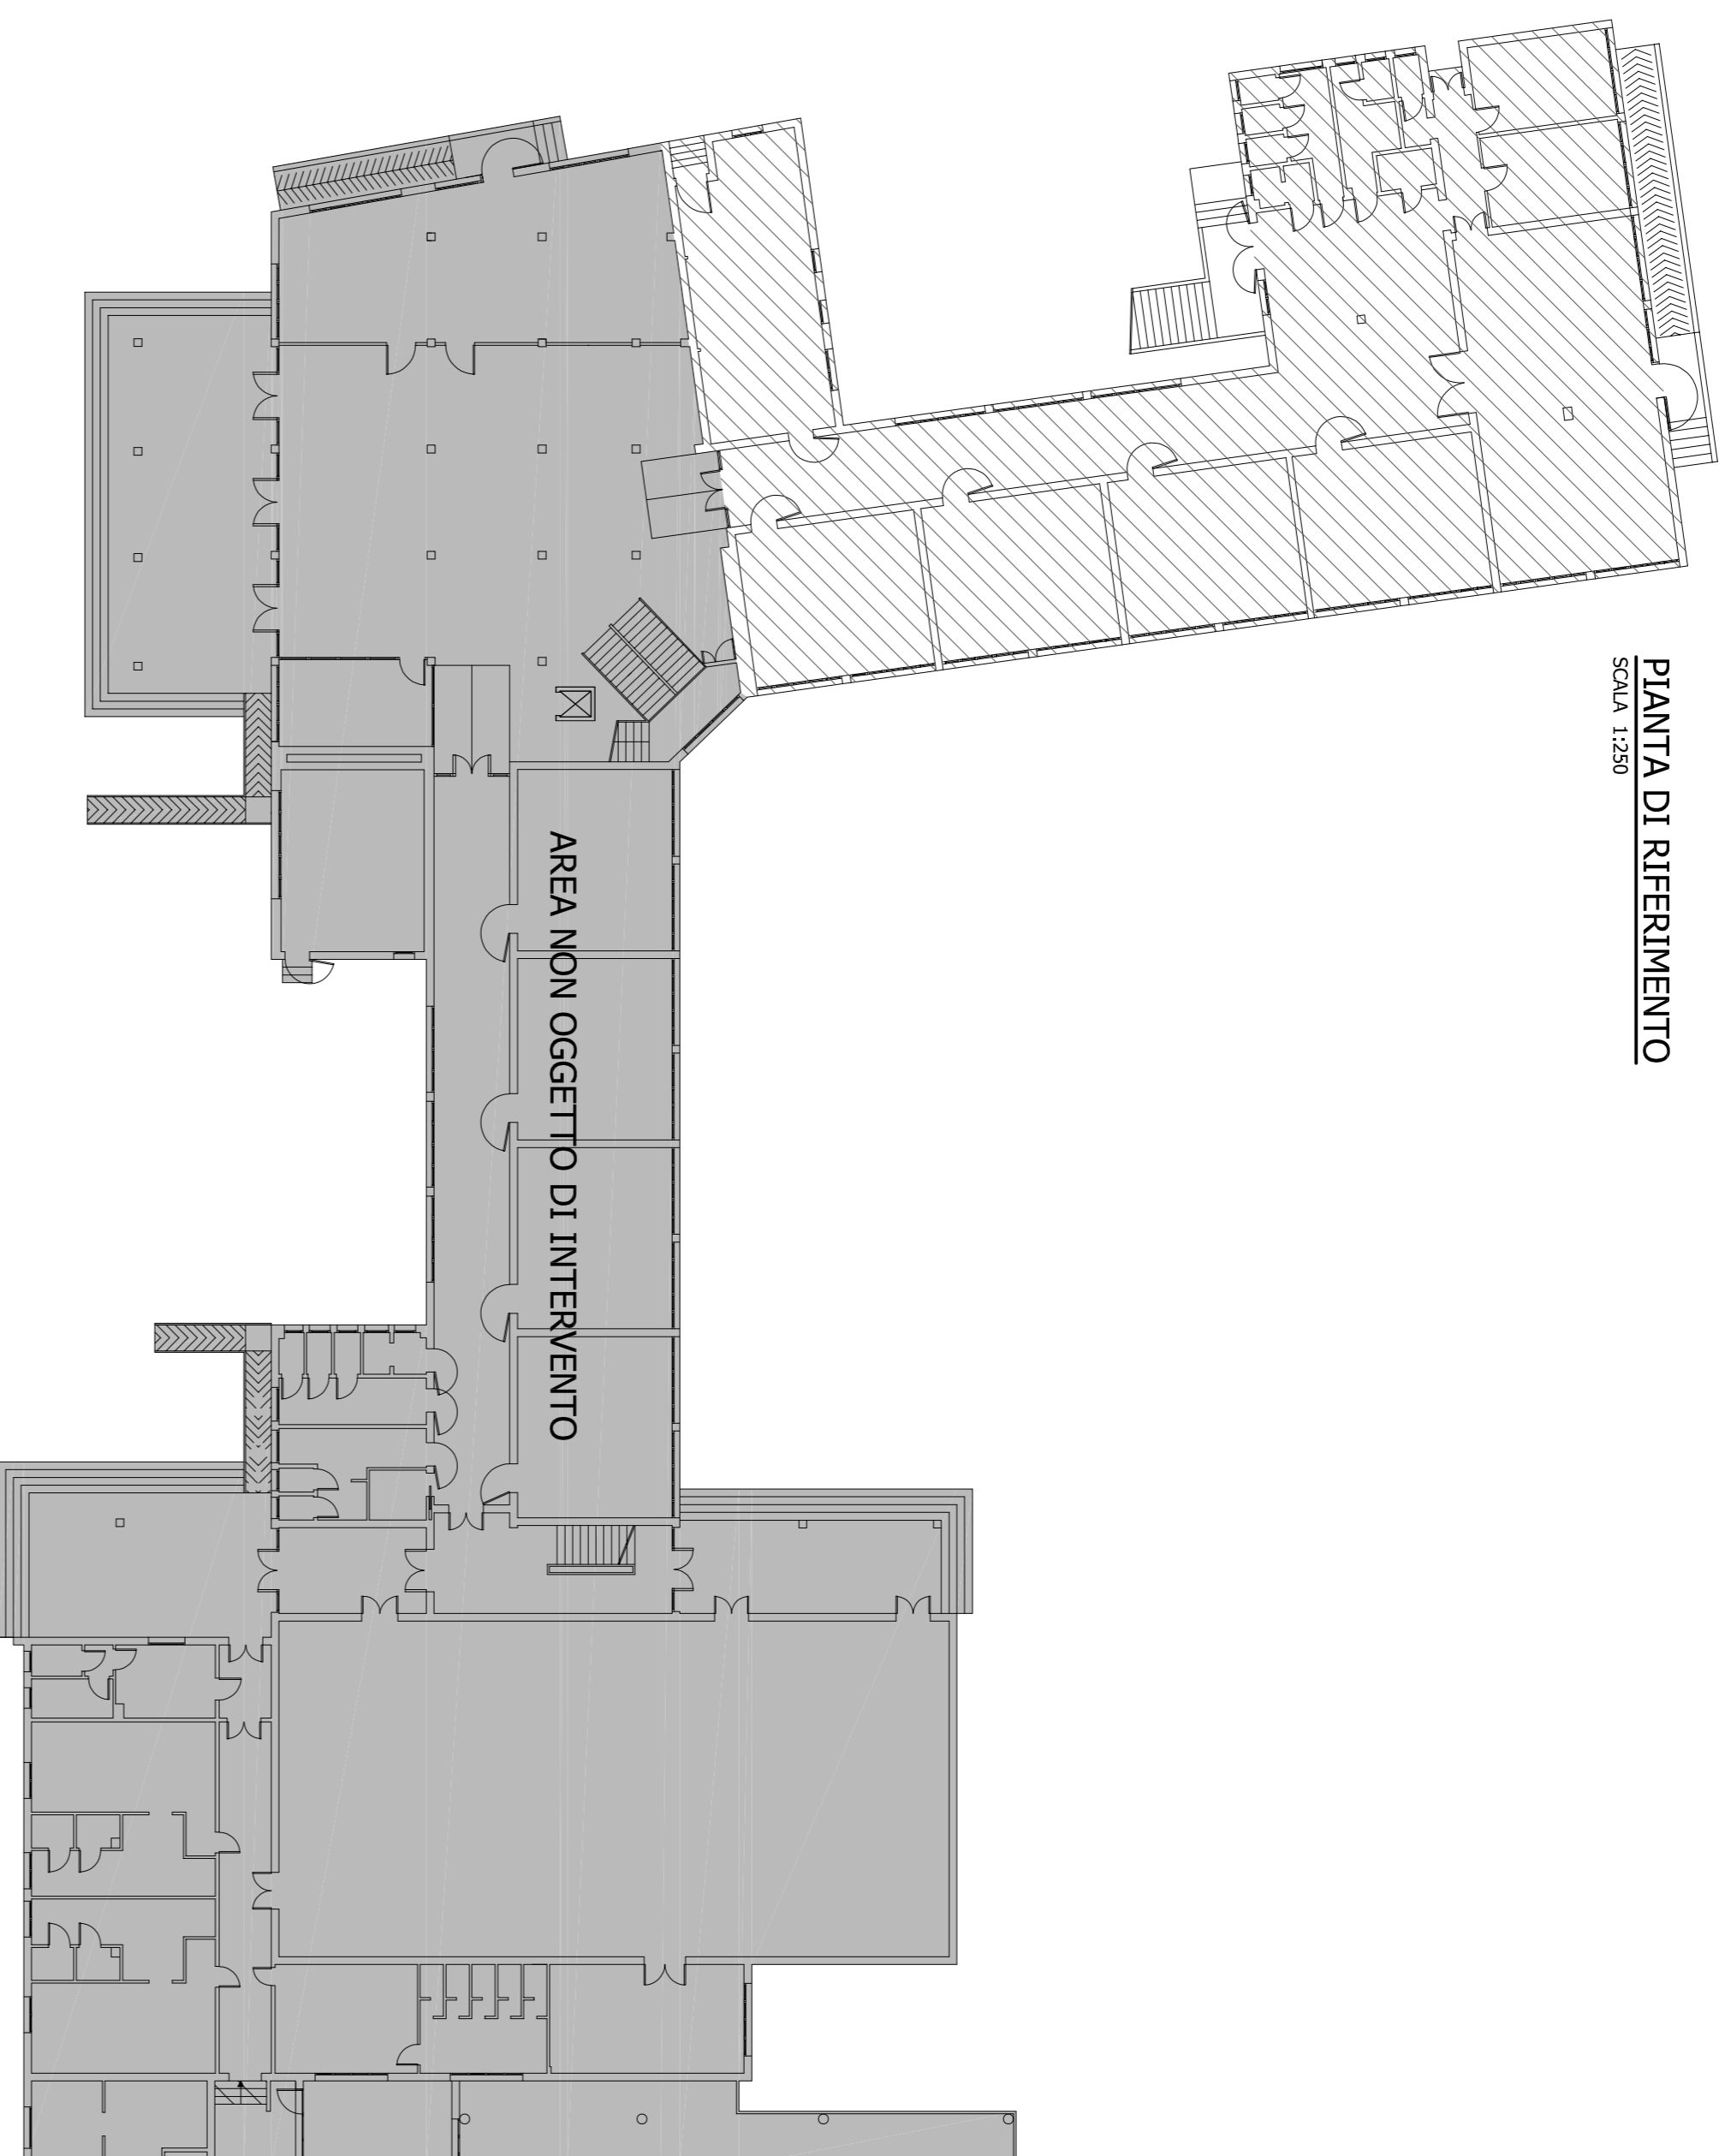 PIANTA DI RIFERIMENTO
SCALA 1:250
AREA NON OGGETTO DI INTERVENTO